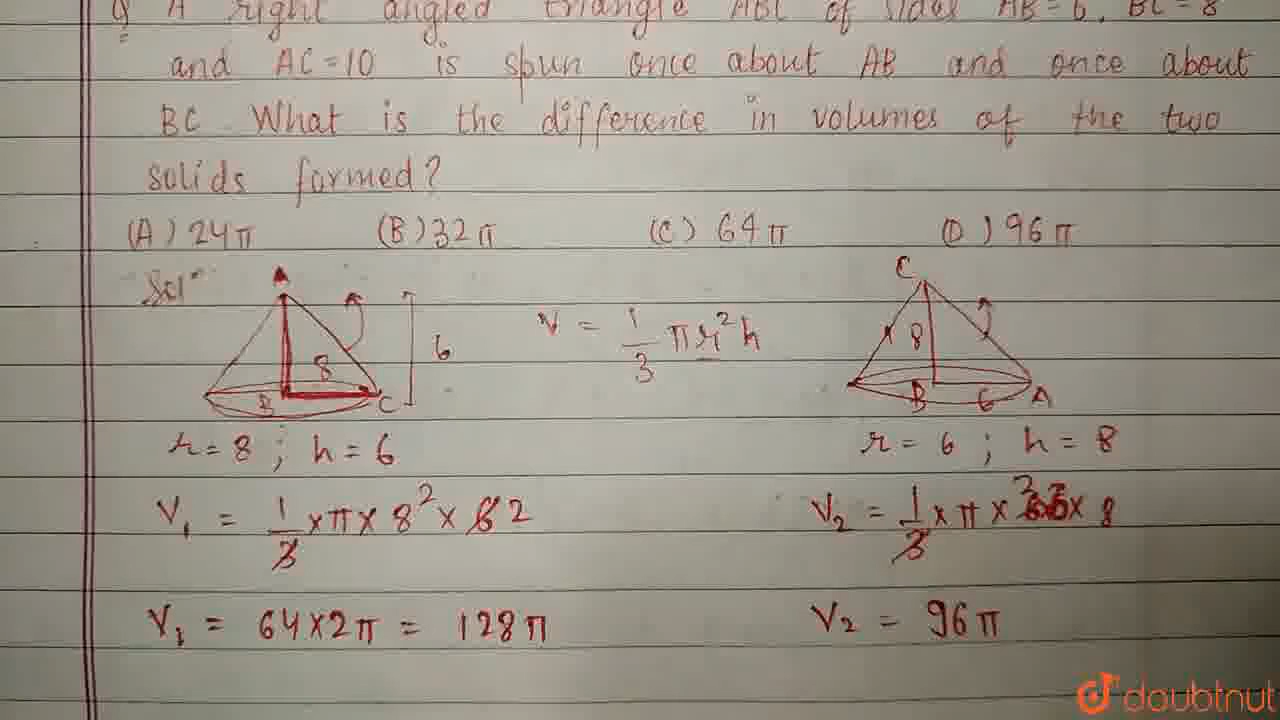 Q A right angled triangle ABC of sides AB=6, BC=8
and AC=10 is spun once about AB and once about
BC What is the difference in volumes of the two
solids formed?
(A) 24π (B) 32π (C) 64π (D) 96π
Solⁿ
A
8
B C
6
V = 1/3 πr²h
C
8
B 6 A
r=8 ; h=6
r=6 ; h=8
V₁ = 1/3 ×π× 8² × 6 2
V₂ = 1/3 ×π× × 8
V₁ = 64×2π = 128π
V₂ = 96π
doubtnut